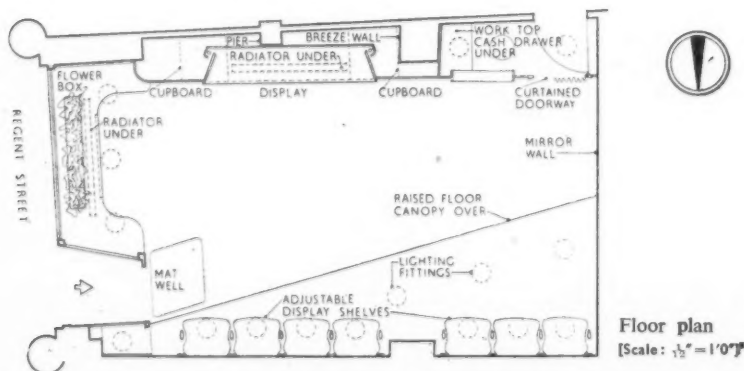 WORK TOP
CASH DRAWER
UNDER
PIER
BREEZE WALL
RADIATOR UNDER
FLOWER
BOX
CUPBOARD
DISPLAY
CUPBOARD
CURTAINED
DOORWAY
RADIATOR
UNDER
REGENT STREET
MIRROR
WALL
RAISED FLOOR
CANOPY OVER
MAT
WELL
LIGHTING
FITTINGS
ADJUSTABLE
DISPLAY SHELVES
Floor plan
[Scale: 1/12" = 1'0"]